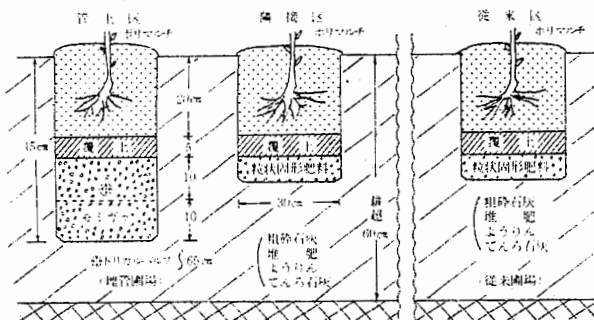 管上区
ポリマルチ
隣接区
ポリマルチ
従来区
ポリマルチ
45㎝
20㎝
覆土
5
10
モミガラ
10
65㎝
(埋管圃場)
覆土
粒状固形肥料
30㎝
粗砕石灰
堆肥
ようりん
てんろ石灰
60㎝
覆土
粒状固形肥料
粗砕石灰
堆肥
ようりん
てんろ石灰
(従来圃場)